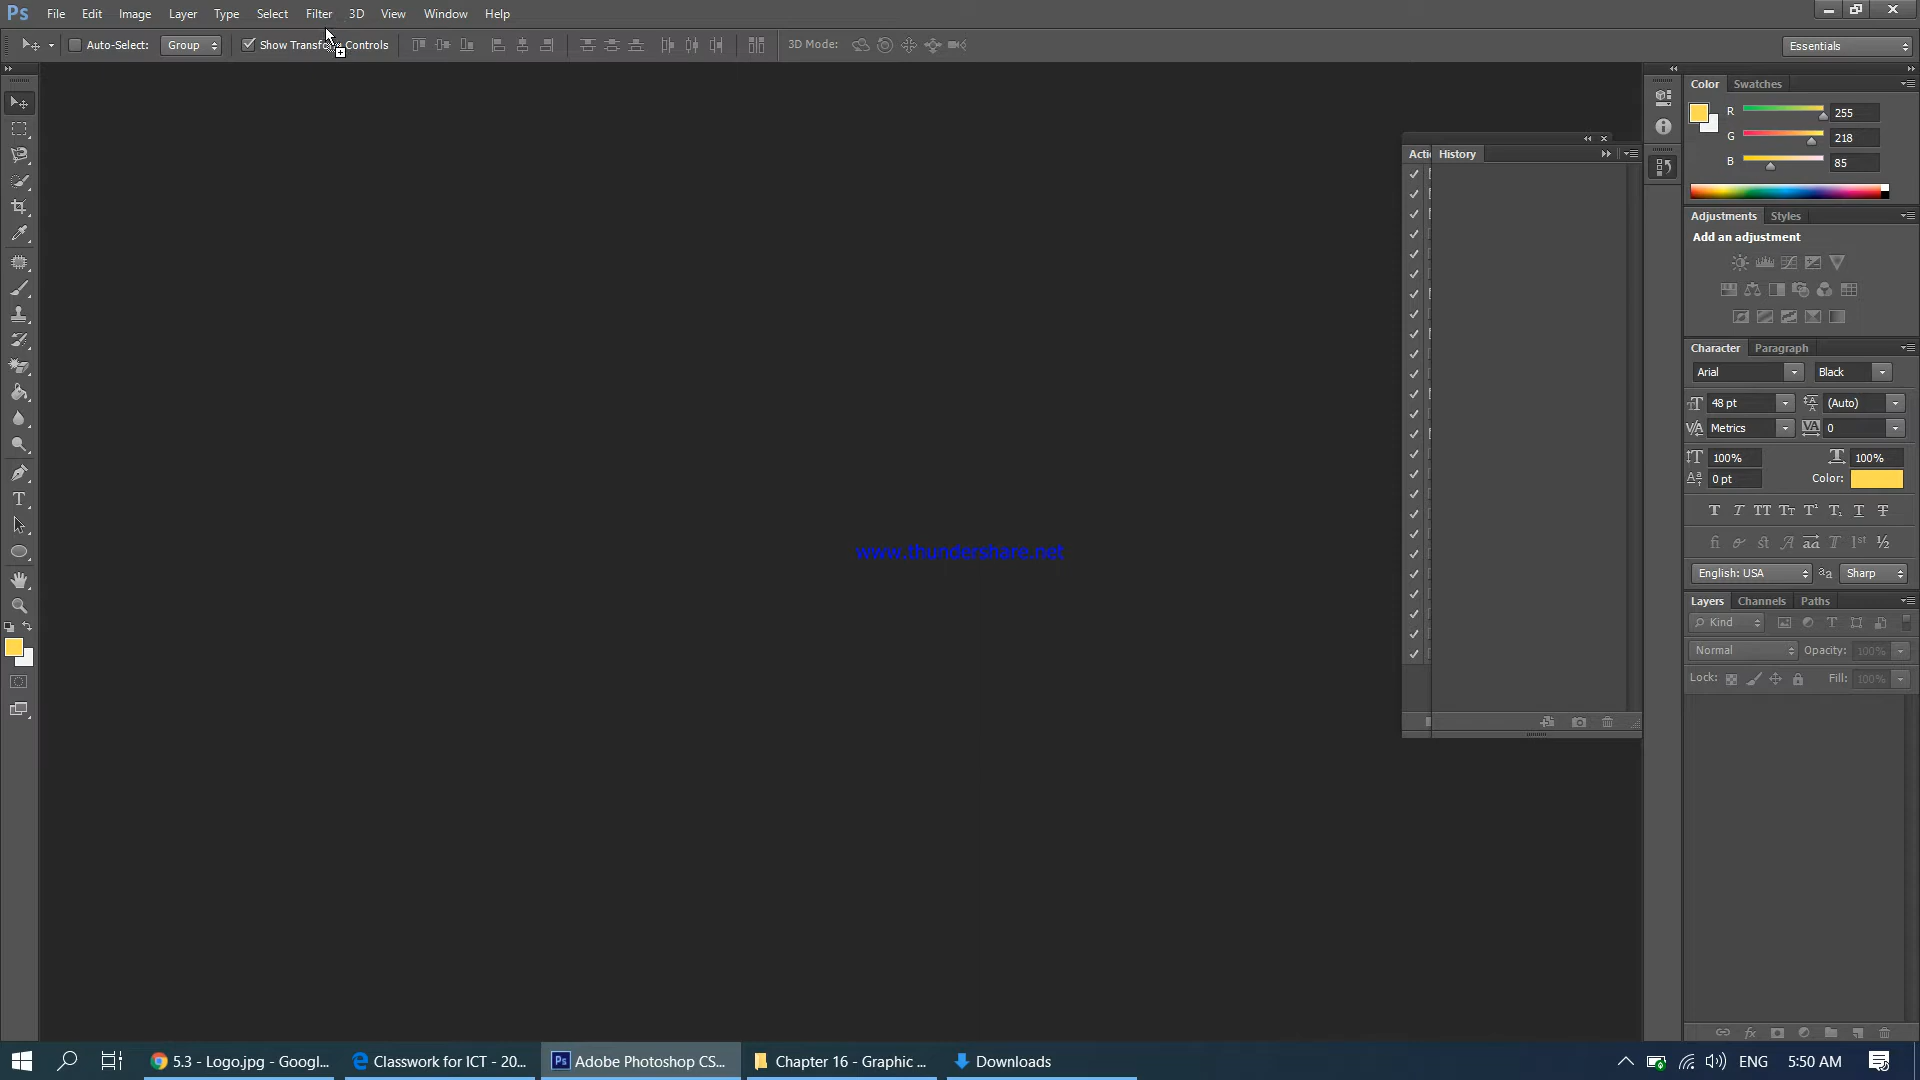 Ps File Edit Image Layer Type Select Filter 3D View Window Help
Auto-Select: Group Show Transform Controls 3D Mode: Essentials
Color Swatches
R 255
G 218
B 85
Acti History
Adjustments Styles
Add an adjustment
Character Paragraph
Arial Black
48 pt (Auto)
Metrics 0
100% 100%
0 pt Color:
English: USA Sharp
www.thundershare.net
Layers Channels Paths
Kind
Normal Opacity: 100%
Lock: Fill: 100%
5.3 - Logo.jpg - Googl... Classwork for ICT - 20... Ps Adobe Photoshop CS... Chapter 16 - Graphic ... Downloads ENG 5:50 AM